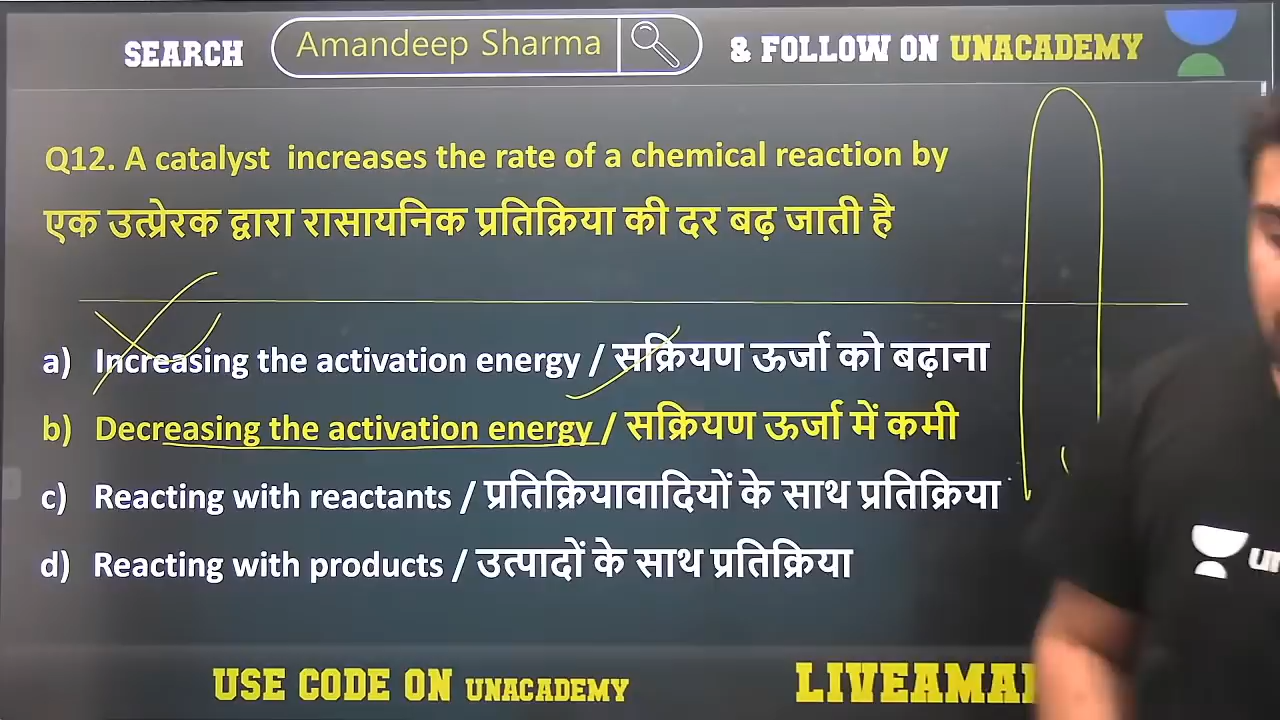 SEARCH Amandeep Sharma & FOLLOW ON UNACADEMY
Q12. A catalyst increases the rate of a chemical reaction by
एक उत्प्रेरक द्वारा रासायनिक प्रतिक्रिया की दर बढ़ जाती है
a) Increasing the activation energy / सक्रियण ऊर्जा को बढ़ाना
b) Decreasing the activation energy / सक्रियण ऊर्जा में कमी
c) Reacting with reactants / प्रतिक्रियावादियों के साथ प्रतिक्रिया
d) Reacting with products / उत्पादों के साथ प्रतिक्रिया
USE CODE ON UNACADEMY